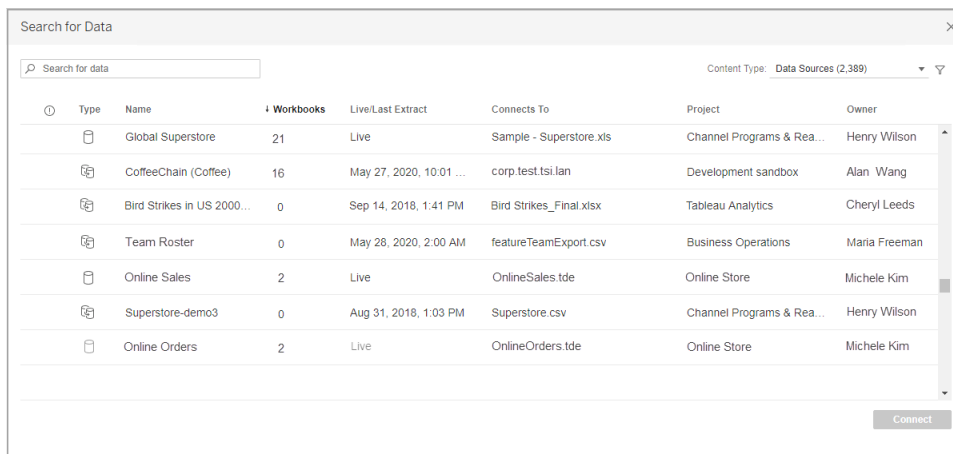 Search for Data
Search for data
Content Type: Data Sources (2,389)
Type Name ↓ Workbooks Live/Last Extract Connects To Project Owner
Global Superstore 21 Live Sample - Superstore.xls Channel Programs & Rea... Henry Wilson
CoffeeChain (Coffee) 16 May 27, 2020, 10:01 ... corp.test.tsi.lan Development sandbox Alan Wang
Bird Strikes in US 2000... 0 Sep 14, 2018, 1:41 PM Bird Strikes_Final.xlsx Tableau Analytics Cheryl Leeds
Team Roster 0 May 28, 2020, 2:00 AM featureTeamExport.csv Business Operations Maria Freeman
Online Sales 2 Live OnlineSales.tde Online Store Michele Kim
Superstore-demo3 0 Aug 31, 2018, 1:03 PM Superstore.csv Channel Programs & Rea... Henry Wilson
Online Orders 2 Live OnlineOrders.tde Online Store Michele Kim
Connect